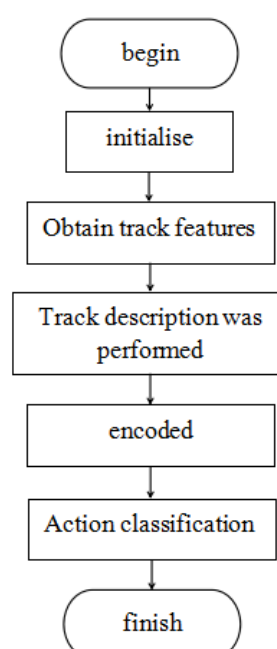 begin
initialise
Obtain track features
Track description was
performed
encoded
Action classification
finish